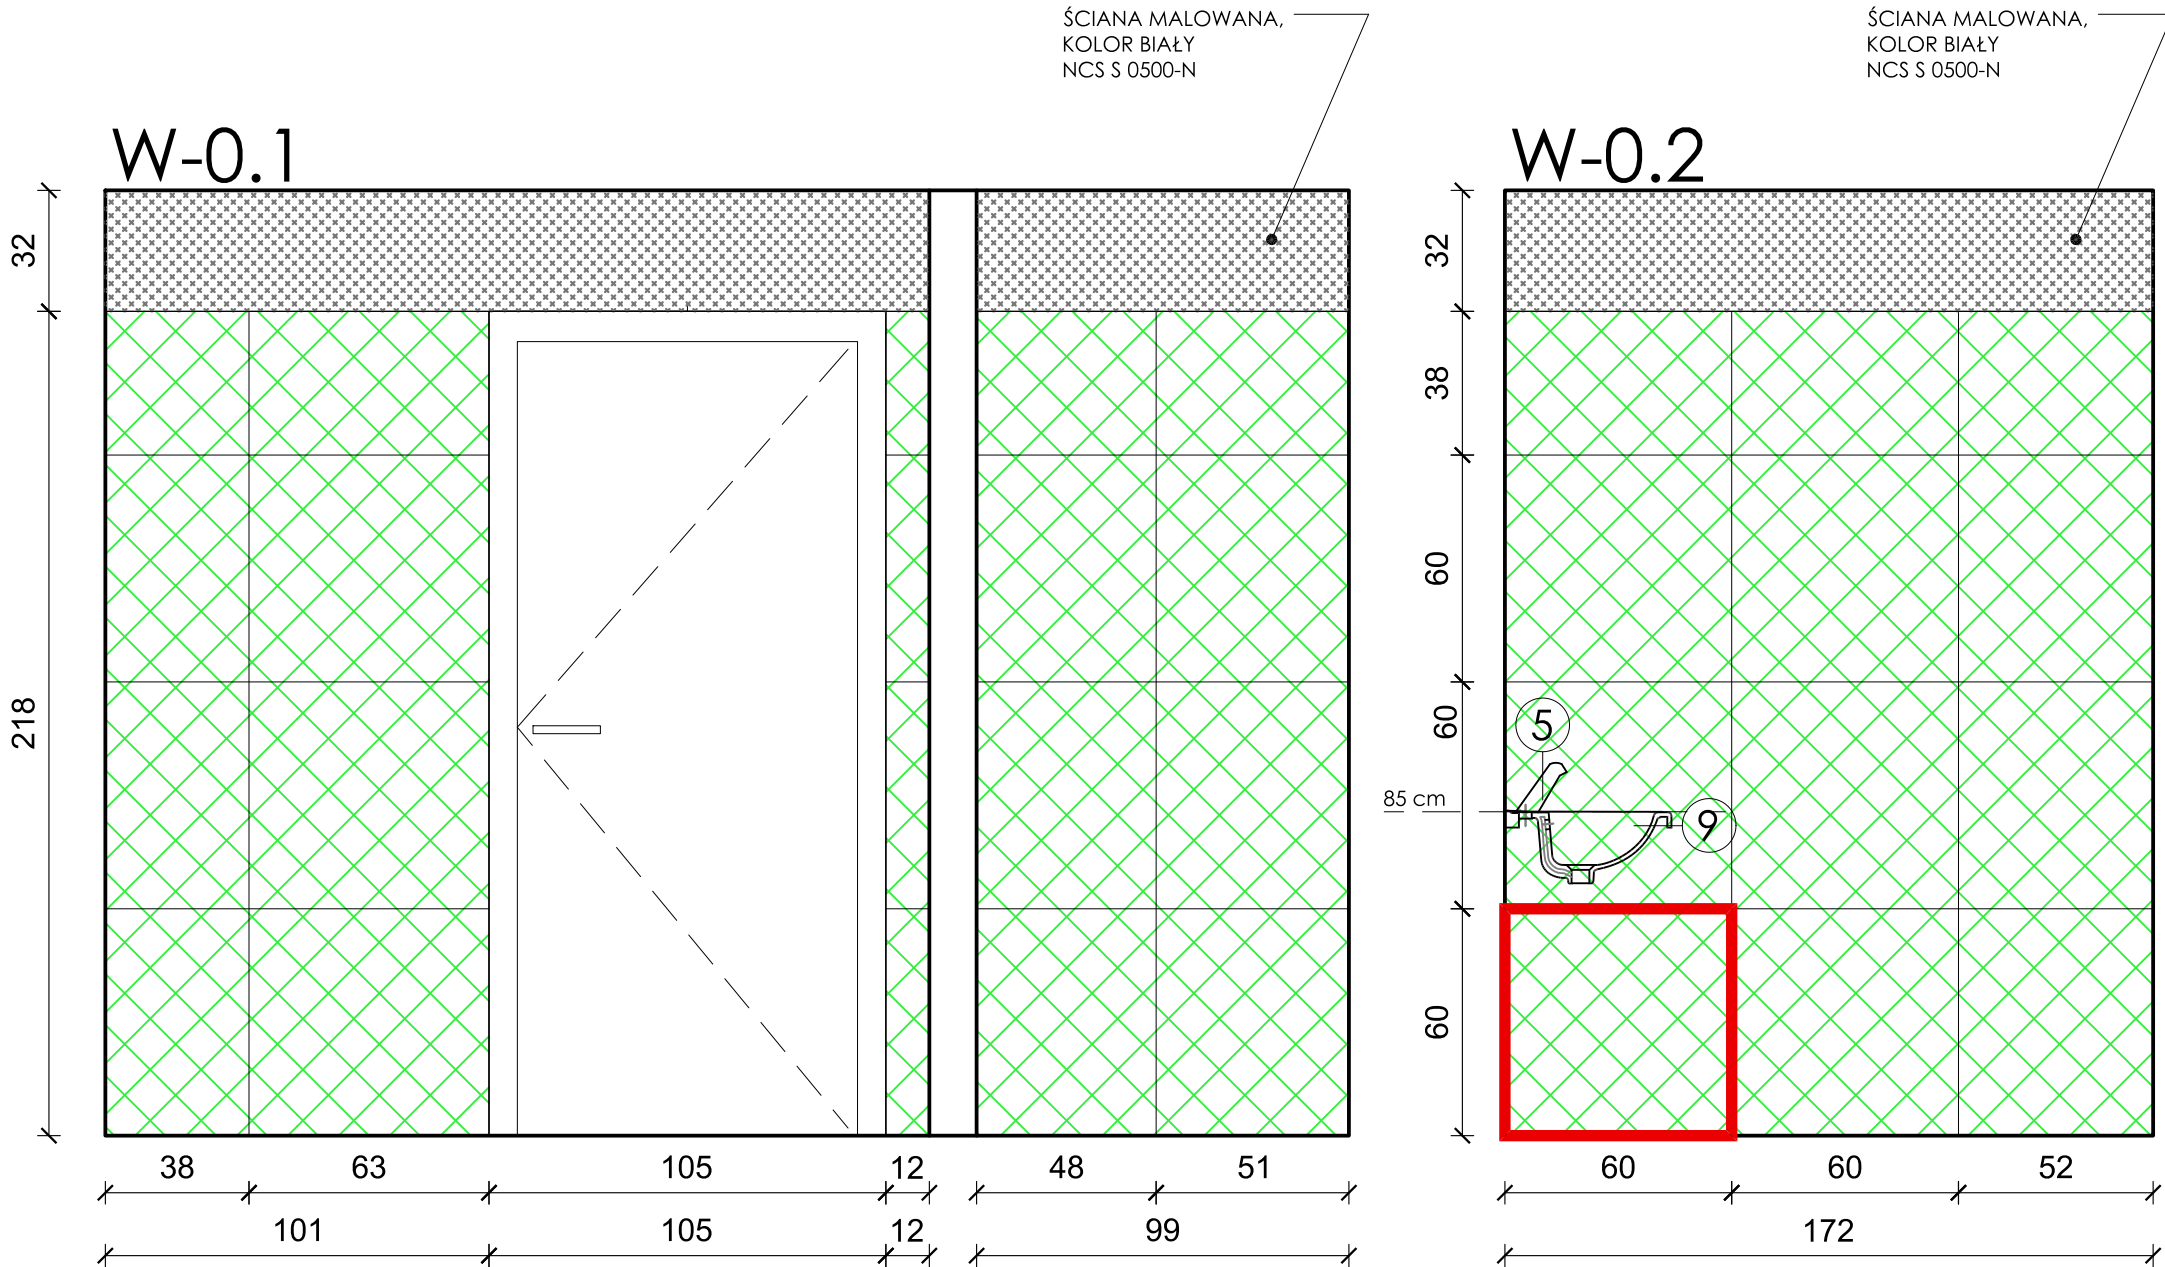 ŚCIANA MALOWANA,
KOLOR BIAŁY
NCS S 0500-N
ŚCIANA MALOWANA,
KOLOR BIAŁY
NCS S 0500-N
W-0.1
W-0.2
32
218
32
38
60
60
60
5
85 cm
9
38 63 105 12 48 51
101 105 12 99
60 60 52
172